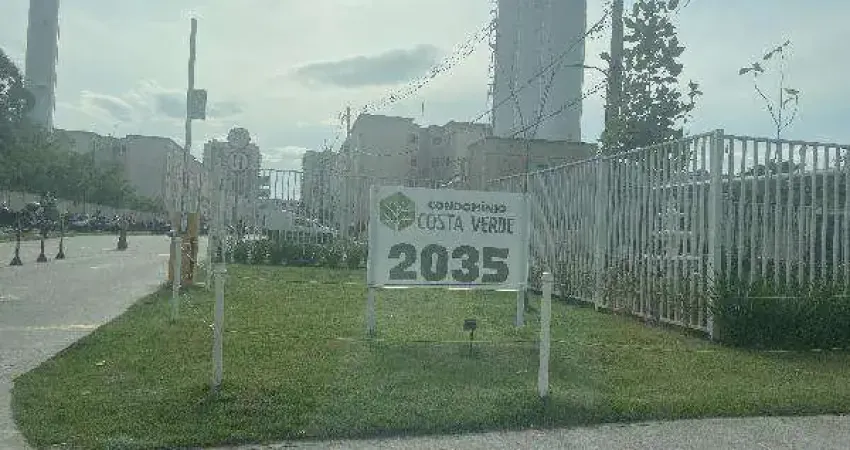 CONDOMÍNIO
COSTA VERDE
2035